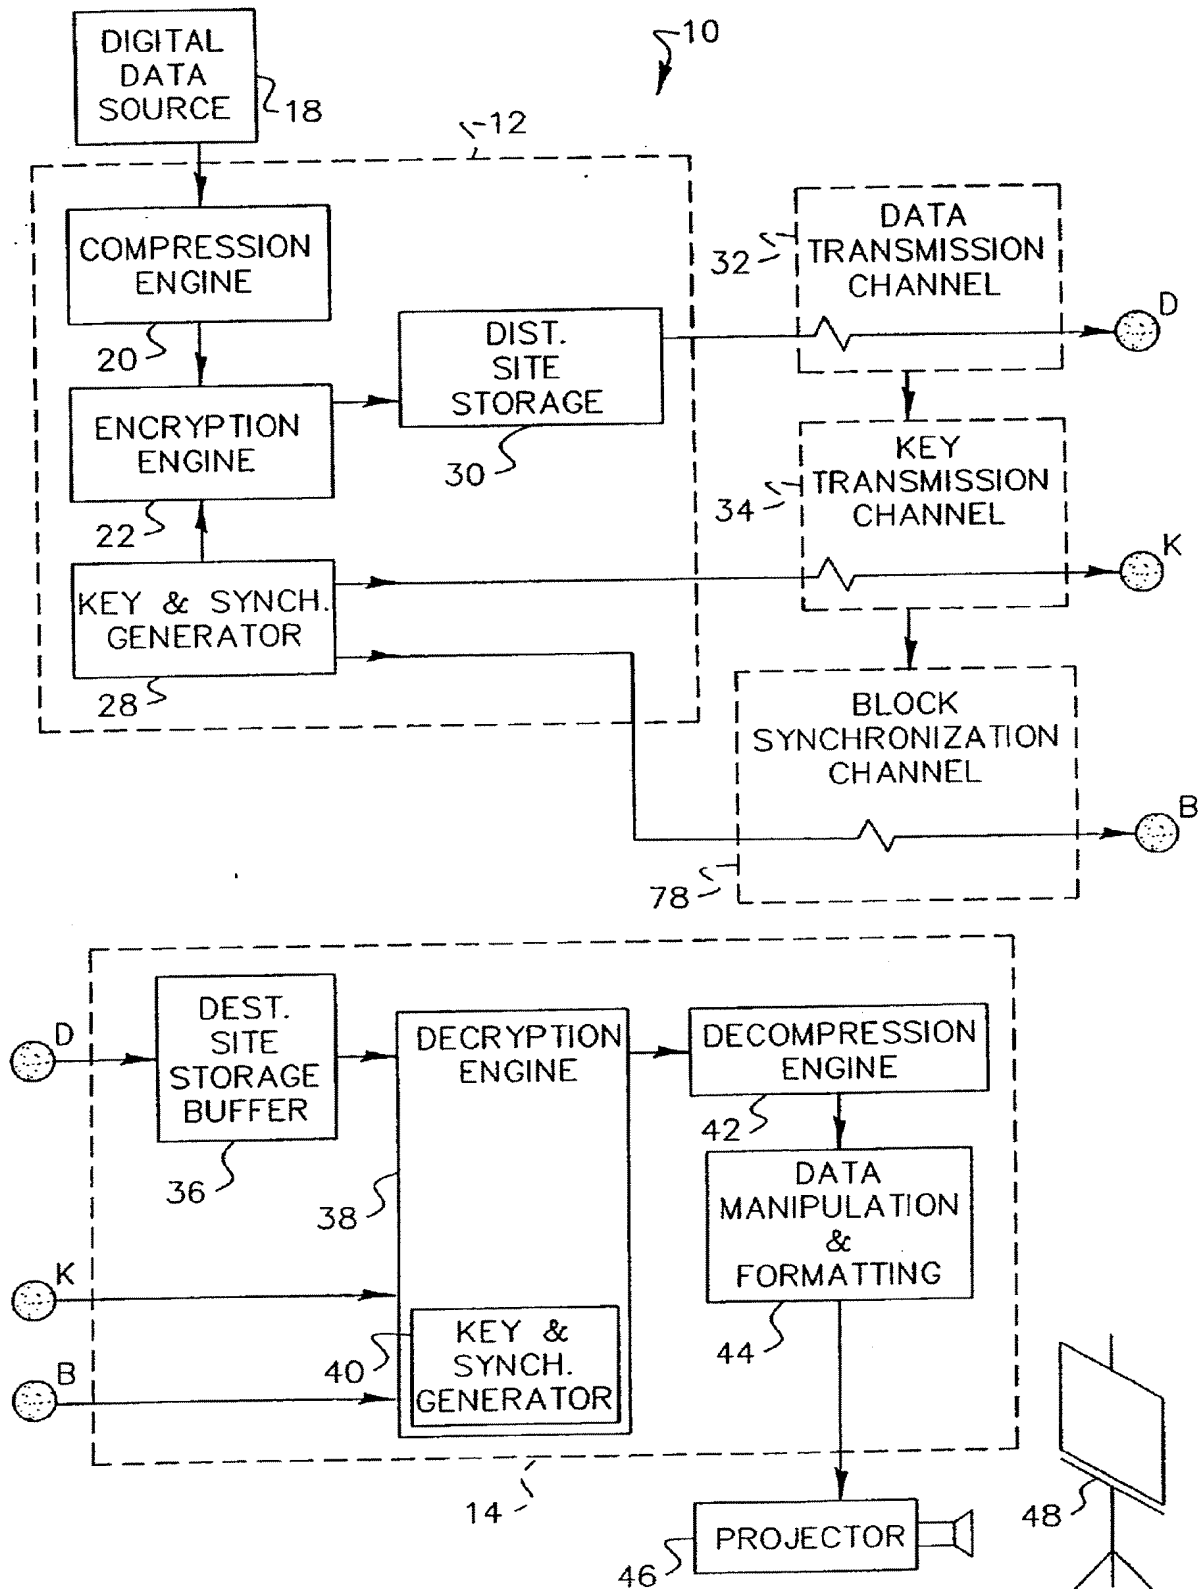 10
DIGITAL
DATA
SOURCE
18
12
COMPRESSION
ENGINE
20
DATA
TRANSMISSION
CHANNEL
32
D
DIST.
SITE
STORAGE
30
ENCRYPTION
ENGINE
22
KEY
TRANSMISSION
CHANNEL
34
K
KEY & SYNCH.
GENERATOR
28
BLOCK
SYNCHRONIZATION
CHANNEL
78
B
D
DEST.
SITE
STORAGE
BUFFER
36
DECRYPTION
ENGINE
38
DECOMPRESSION
ENGINE
42
DATA
MANIPULATION
&
FORMATTING
44
K
B
40
KEY &
SYNCH.
GENERATOR
14
PROJECTOR
46
48